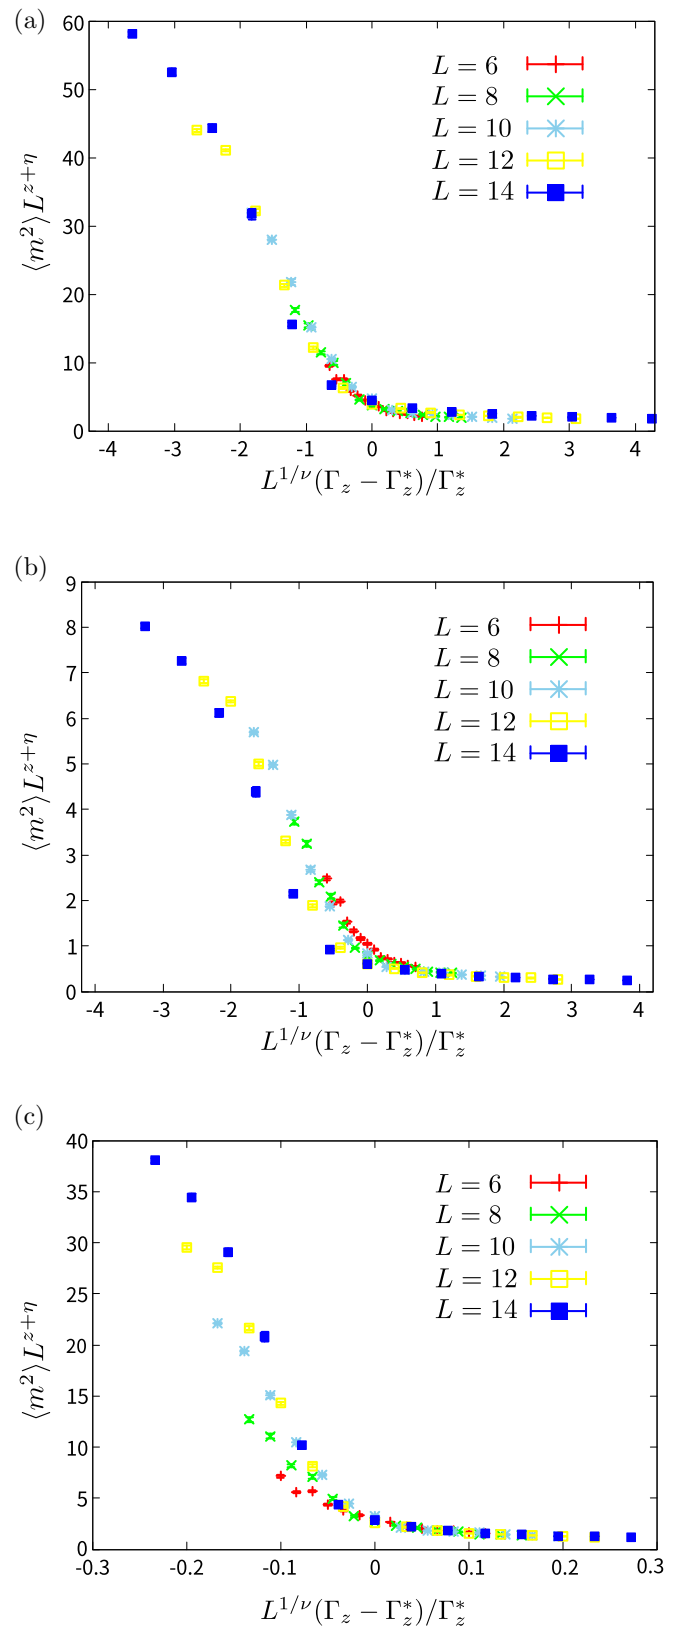 (a)
60
50
40
30
20
10
0
⟨m²⟩L^{z+η}
L = 6
L = 8
L = 10
L = 12
L = 14
-4 -3 -2 -1 0 1 2 3 4
L^{1/ν}(Γ_z − Γ_z^*)/Γ_z^*
(b)
9
8
7
6
5
4
3
2
1
0
⟨m²⟩L^{z+η}
L = 6
L = 8
L = 10
L = 12
L = 14
-4 -3 -2 -1 0 1 2 3 4
L^{1/ν}(Γ_z − Γ_z^*)/Γ_z^*
(c)
40
35
30
25
20
15
10
5
0
⟨m²⟩L^{z+η}
L = 6
L = 8
L = 10
L = 12
L = 14
-0.3 -0.2 -0.1 0 0.1 0.2 0.3
L^{1/ν}(Γ_z − Γ_z^*)/Γ_z^*